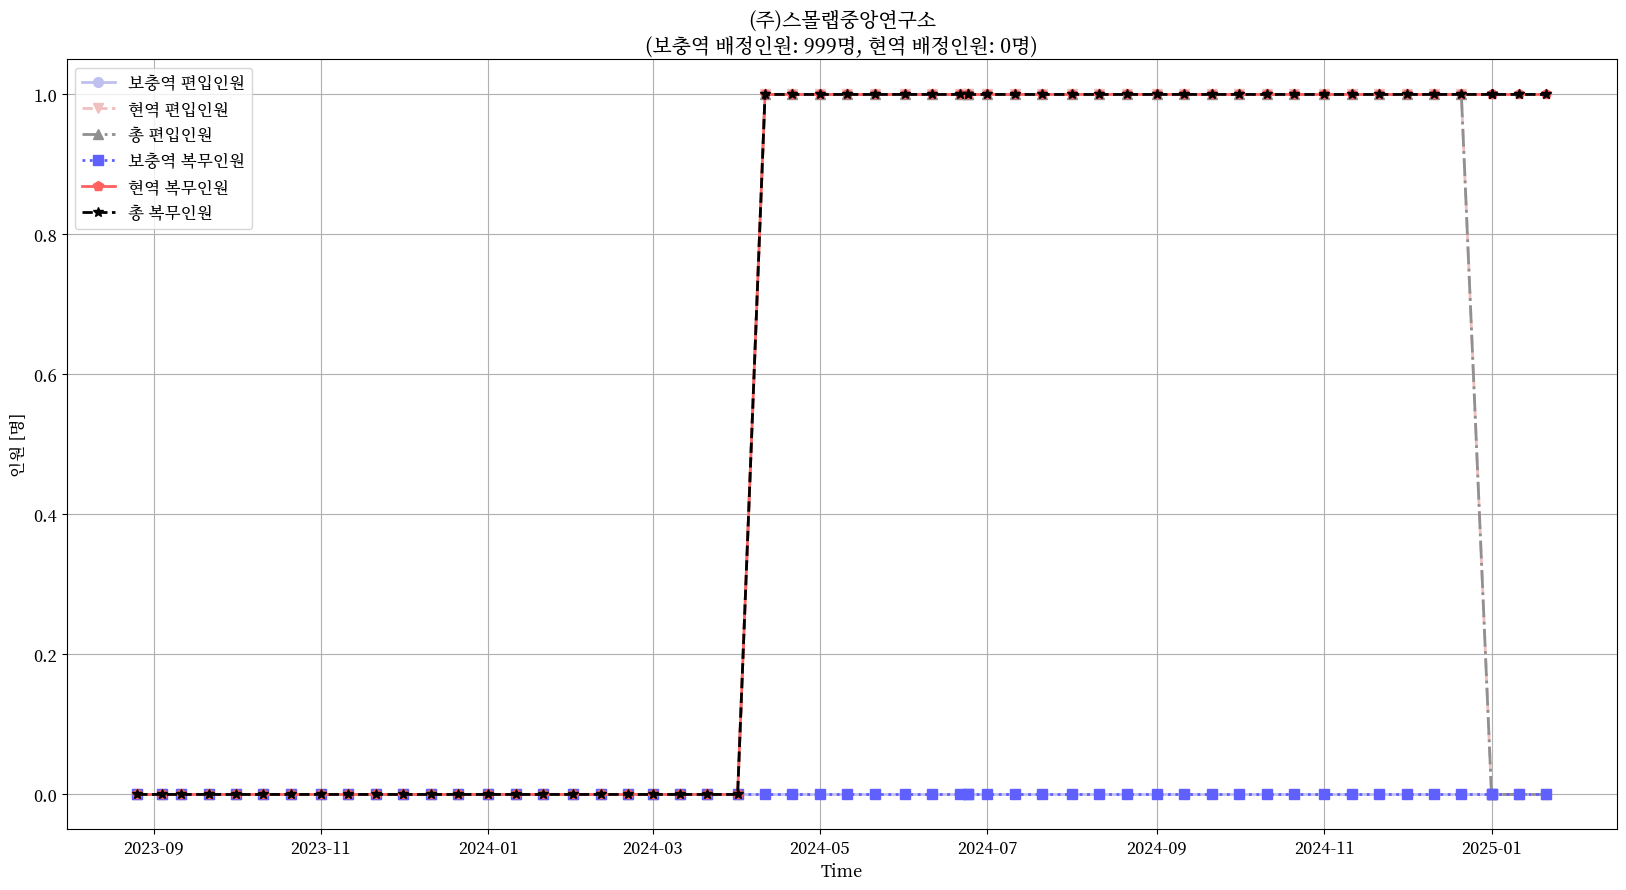 (주)스몰랩중앙연구소
(보충역 배정인원: 999명, 현역 배정인원: 0명)
보충역 편입인원
현역 편입인원
총 편입인원
보충역 복무인원
현역 복무인원
총 복무인원
1.0
0.8
0.6
0.4
0.2
0.0
인원 [명]
2023-09 2023-11 2024-01 2024-03 2024-05 2024-07 2024-09 2024-11 2025-01
Time